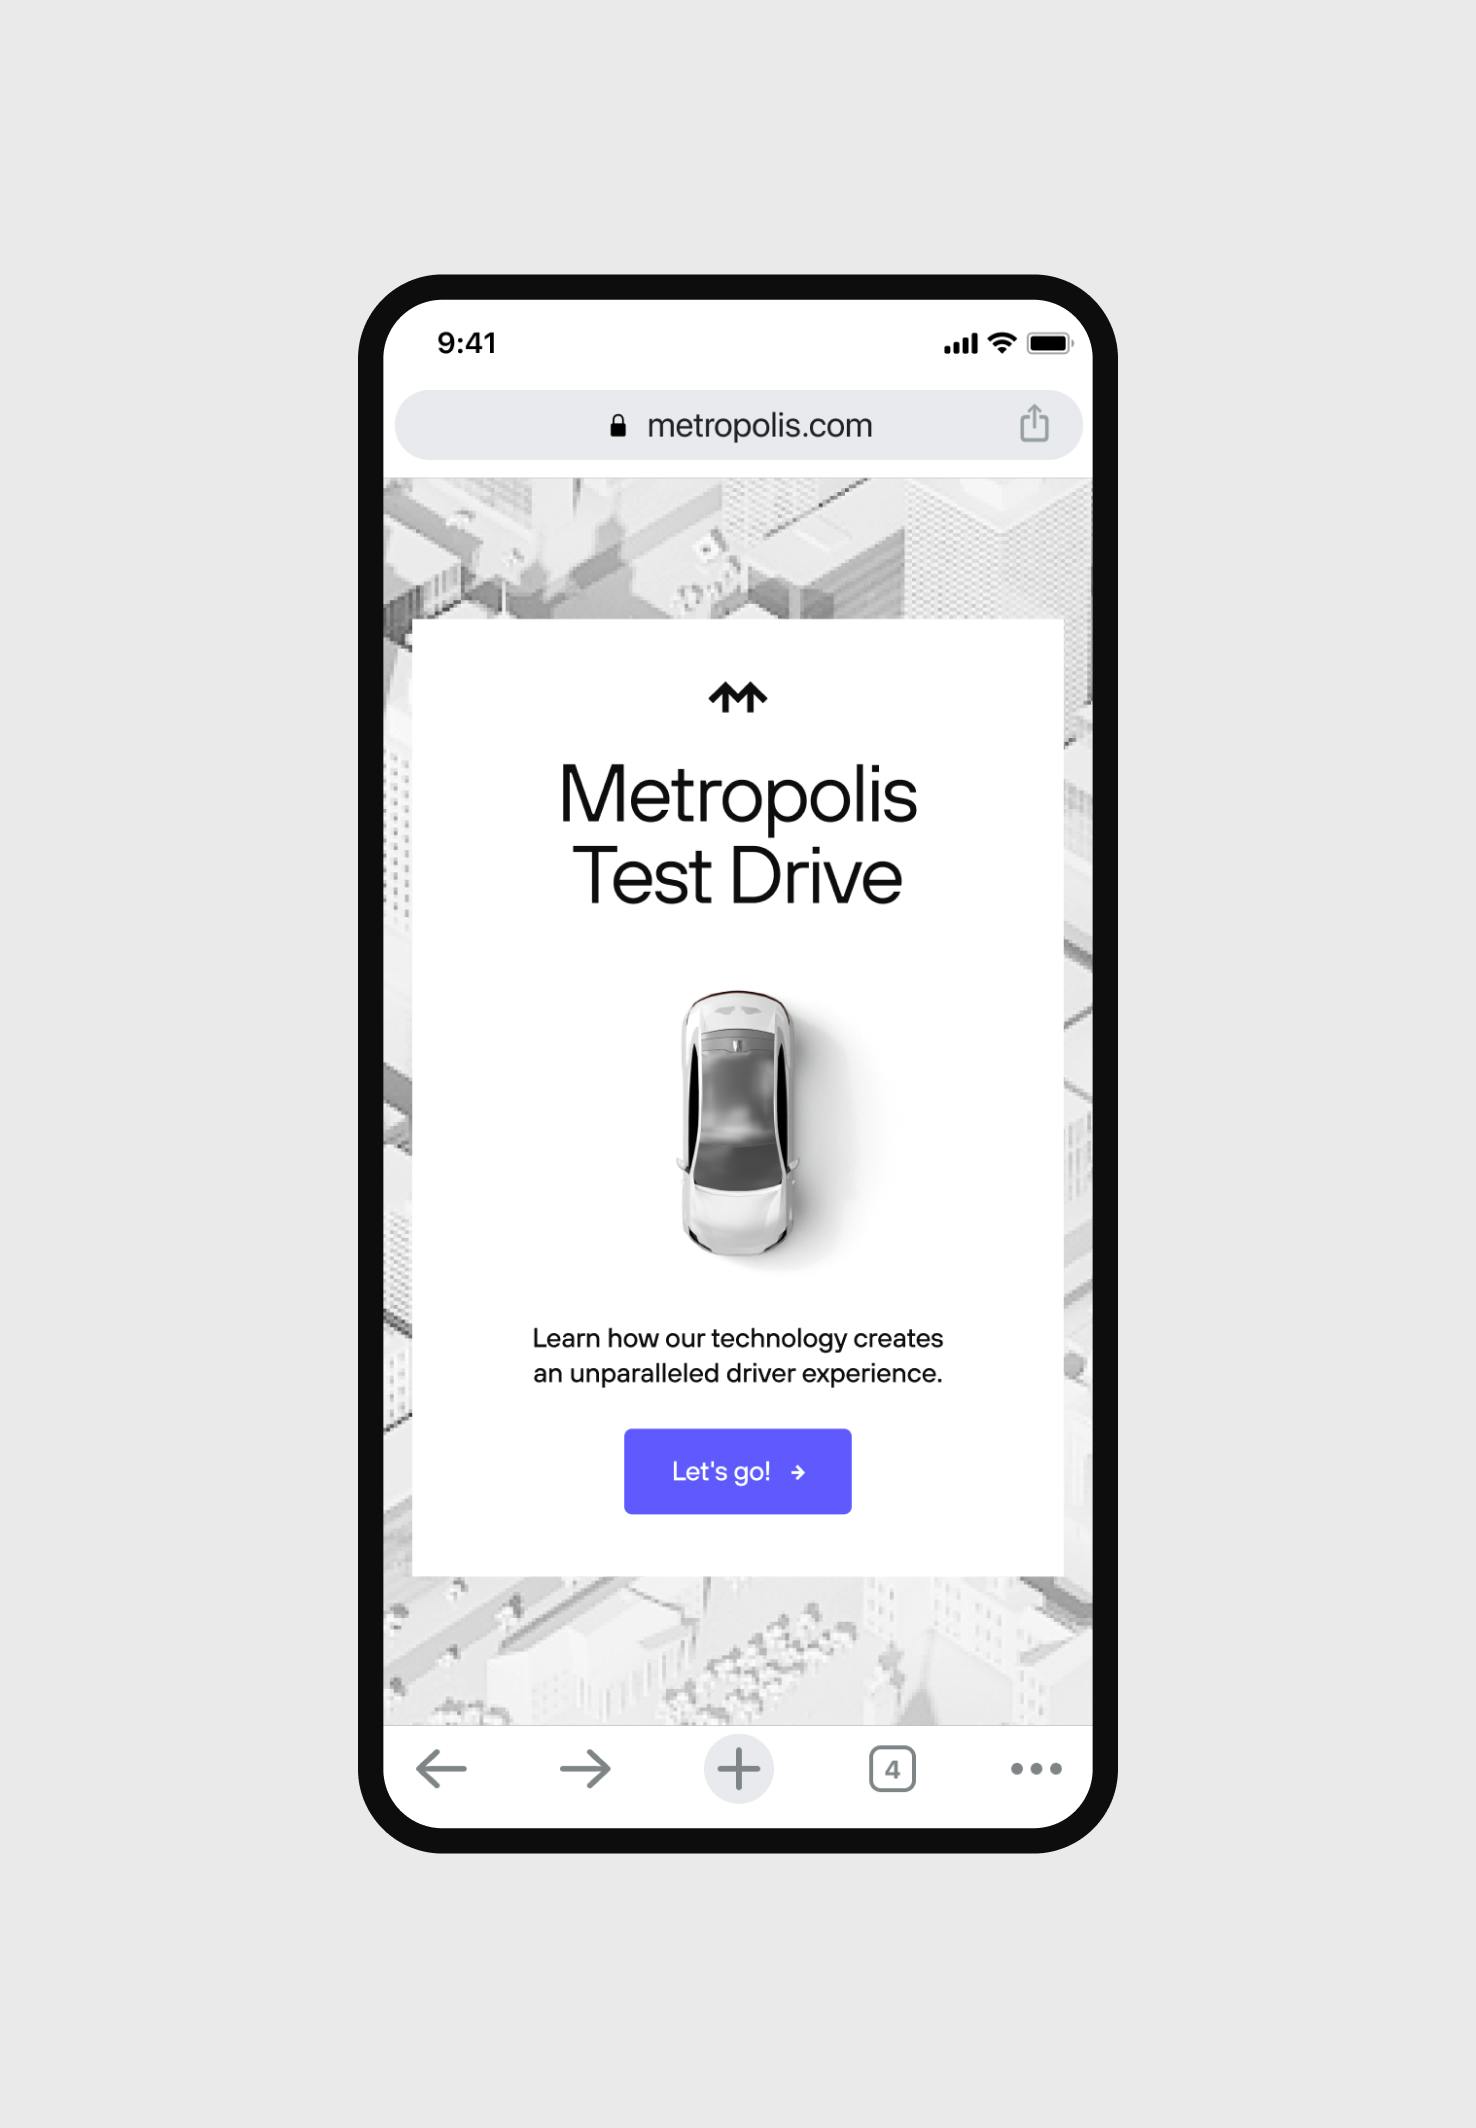 9:41
metropolis.com
Metropolis
Test Drive
Learn how our technology creates
an unparalleled driver experience.
Let's go!
4